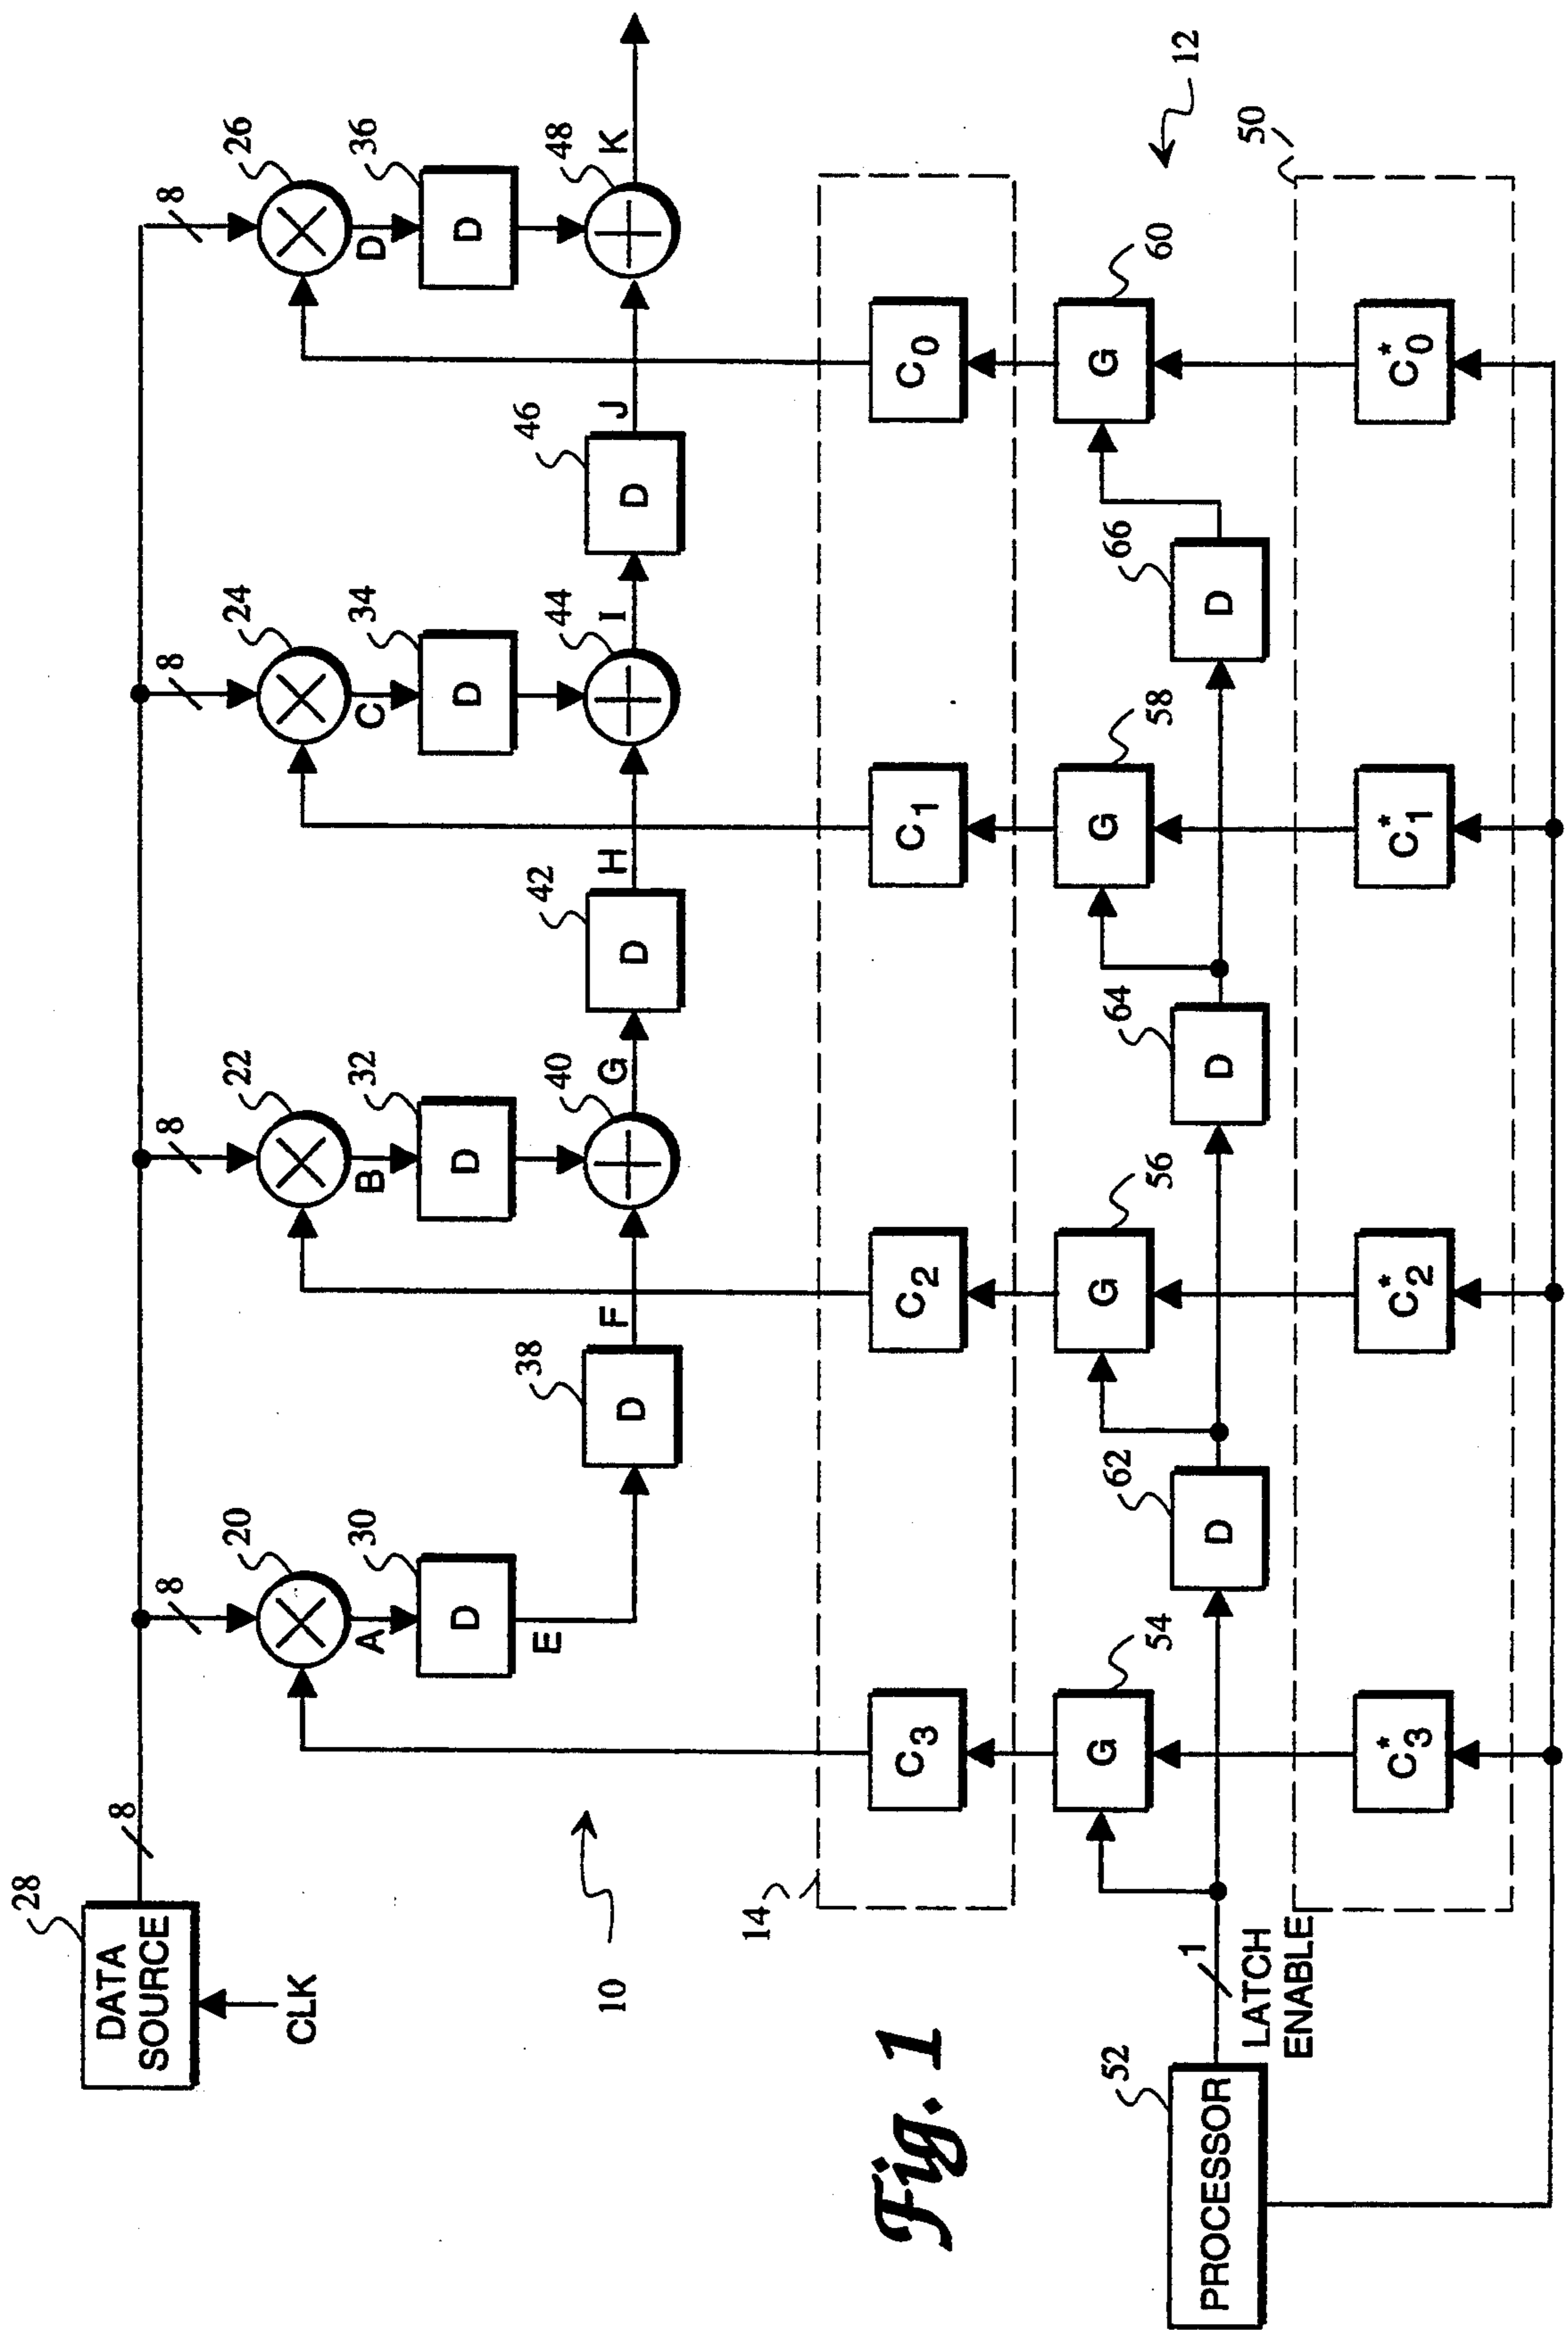 28
DATA
SOURCE
CLK
8
8
8
8
8
20
22
24
26
A
B
C
D
30
32
34
36
D
D
D
D
E
38
D
F
40
G
42
D
H
44
I
46
D
J
48
K
10
14
C3
C2
C1
C0
12
54
56
58
60
G
G
G
G
62
64
66
D
D
D
52
PROCESSOR
1
LATCH
ENABLE
50
C*3
C*2
C*1
C*0
Fig. 1